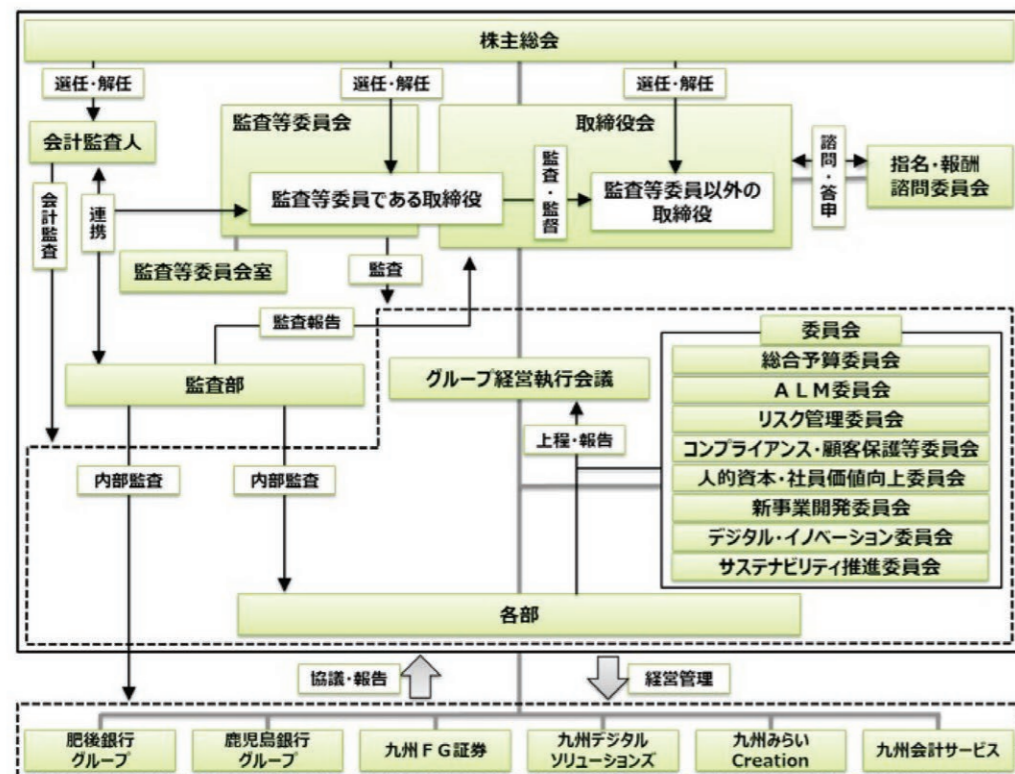 株主総会
選任・解任
選任・解任
選任・解任
会計監査人
監査等委員会
取締役会
監査等委員である取締役
監査・監督
監査等委員以外の
取締役
諮問・答申
指名・報酬
諮問委員会
会計監査
連携
監査等委員会室
監査
監査報告
監査部
グループ経営執行会議
上程・報告
委員会
総合予算委員会
ALM委員会
リスク管理委員会
コンプライアンス・顧客保護等委員会
人的資本・社員価値向上委員会
新事業開発委員会
デジタル・イノベーション委員会
サステナビリティ推進委員会
内部監査
内部監査
各部
協議・報告
経営管理
肥後銀行
グループ
鹿児島銀行
グループ
九州FG証券
九州デジタル
ソリューションズ
九州みらい
Creation
九州会計サービス